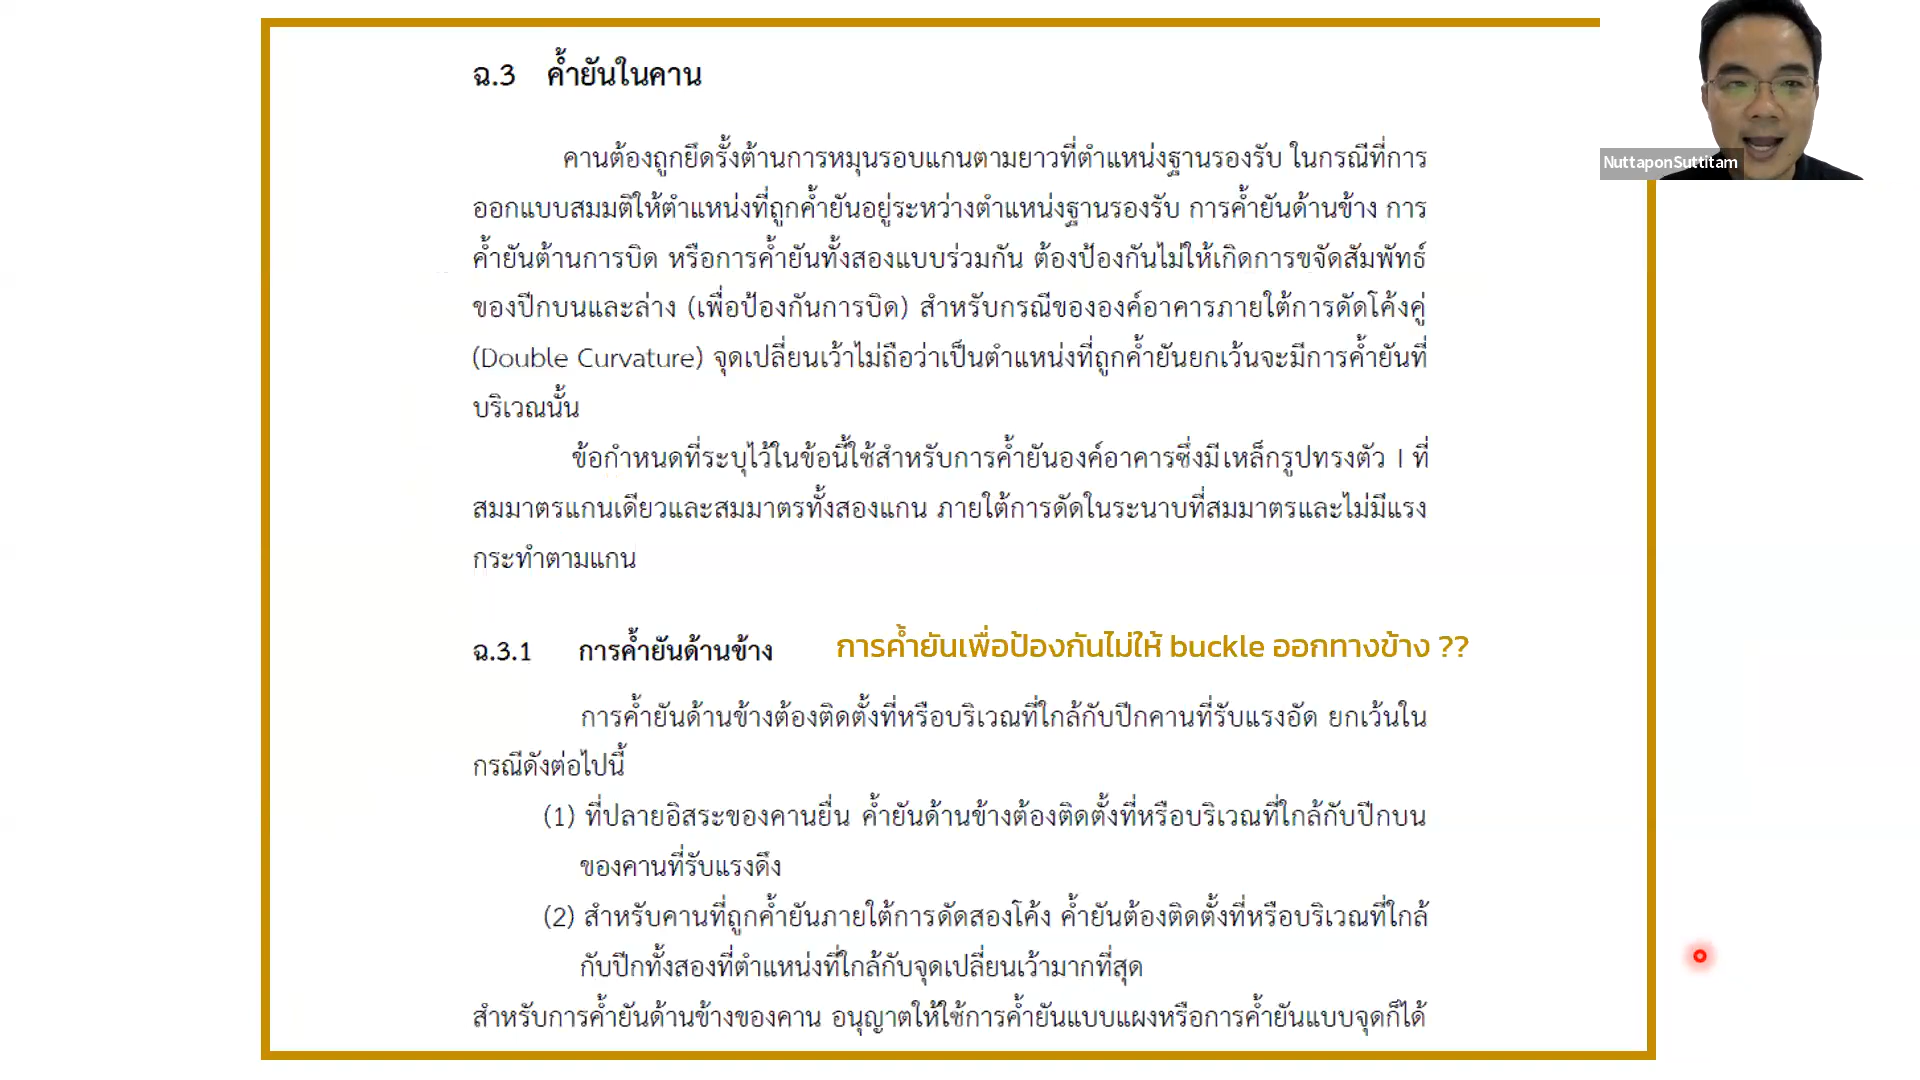 ฉ.3 ค้ำยันในคาน
NuttaponSuttitam
คานต้องถูกยึดรั้งต้านการหมุนรอบแกนตามยาวที่ตำแหน่งฐานรองรับ ในกรณีที่การ
ออกแบบสมมติให้ตำแหน่งที่ถูกค้ำยันอยู่ระหว่างตำแหน่งฐานรองรับ การค้ำยันด้านข้าง การ
ค้ำยันต้านการบิด หรือการค้ำยันทั้งสองแบบร่วมกัน ต้องป้องกันไม่ให้เกิดการขจัดสัมพัทธ์
ของปีกบนและล่าง (เพื่อป้องกันการบิด) สำหรับกรณีขององค์อาคารภายใต้การดัดโค้งคู่
(Double Curvature) จุดเปลี่ยนเว้าไม่ถือว่าเป็นตำแหน่งที่ถูกค้ำยันยกเว้นจะมีการค้ำยันที่
บริเวณนั้น
ข้อกำหนดที่ระบุไว้ในข้อนี้ใช้สำหรับการค้ำยันองค์อาคารซึ่งมีเหล็กรูปทรงตัว I ที่
สมมาตรแกนเดียวและสมมาตรทั้งสองแกน ภายใต้การดัดในระนาบที่สมมาตรและไม่มีแรง
กระทำตามแกน
ฉ.3.1 การค้ำยันด้านข้าง การค้ำยันเพื่อป้องกันไม่ให้ buckle ออกทางข้าง ??
การค้ำยันด้านข้างต้องติดตั้งที่หรือบริเวณที่ใกล้กับปีกคานที่รับแรงอัด ยกเว้นใน
กรณีดังต่อไปนี้
(1) ที่ปลายอิสระของคานยื่น ค้ำยันด้านข้างต้องติดตั้งที่หรือบริเวณที่ใกล้กับปีกบน
ของคานที่รับแรงดึง
(2) สำหรับคานที่ถูกค้ำยันภายใต้การดัดสองโค้ง ค้ำยันต้องติดตั้งที่หรือบริเวณที่ใกล้
กับปีกทั้งสองที่ตำแหน่งที่ใกล้กับจุดเปลี่ยนเว้ามากที่สุด
สำหรับการค้ำยันด้านข้างของคาน อนุญาตให้ใช้การค้ำยันแบบแผงหรือการค้ำยันแบบจุดก็ได้